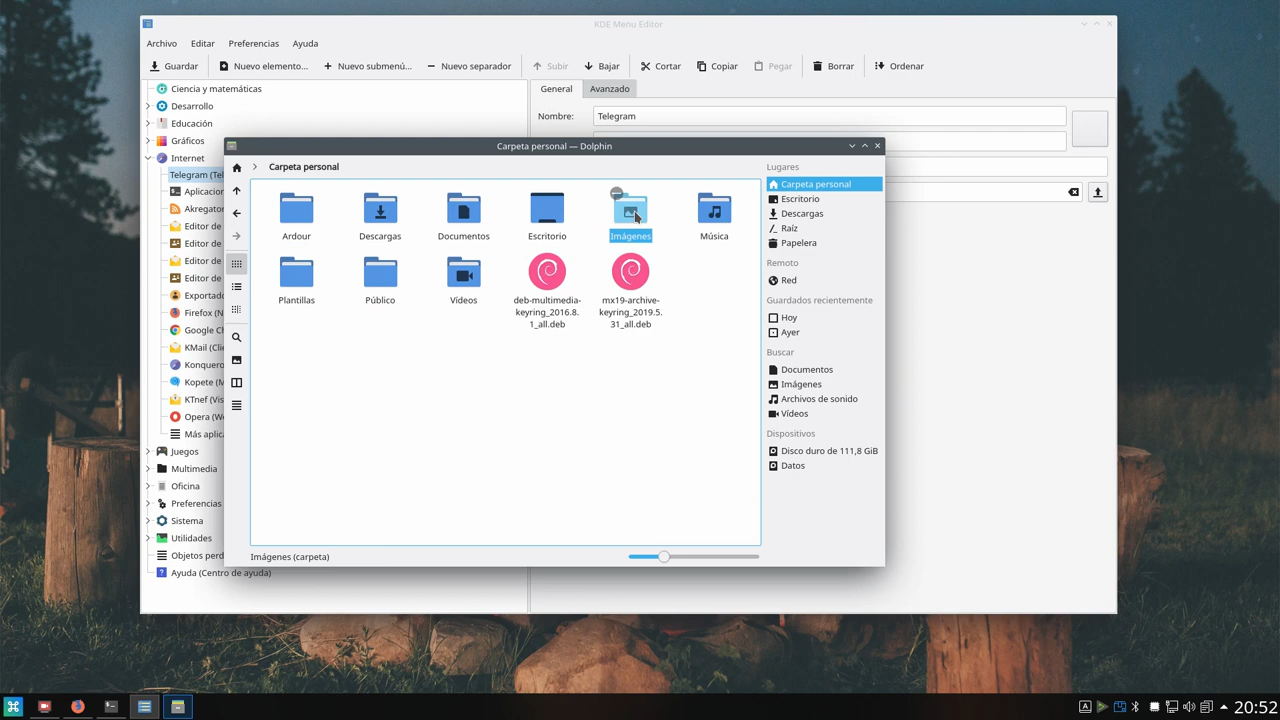 KDE Menu Editor
Archivo Editar Preferencias Ayuda
Guardar Nuevo elemento... Nuevo submenú... Nuevo separador Subir Bajar Cortar Copiar Pegar Borrar Ordenar
Ciencia y matemáticas
Desarrollo
Educación
Gráficos
Internet
Telegram (Tel
Aplicacion
Akregator
Editor de
Editor de
Editor de
Editor de
Exportado
Firefox (N
Google Ch
KMail (Clie
Konquero
Kopete (M
KTnef (Vis
Opera (We
Más aplic
Juegos
Multimedia
Oficina
Preferencias
Sistema
Utilidades
Objetos perd
Ayuda (Centro de ayuda)
General Avanzado
Nombre: Telegram
Carpeta personal — Dolphin
Carpeta personal
Ardour Descargas Documentos Escritorio Imágenes Música
Plantillas Público Vídeos
deb-multimedia-
keyring_2016.8.
1_all.deb
mx19-archive-
keyring_2019.5.
31_all.deb
Imágenes (carpeta)
Lugares
Carpeta personal
Escritorio
Descargas
Raíz
Papelera
Remoto
Red
Guardados recientemente
Hoy
Ayer
Buscar
Documentos
Imágenes
Archivos de sonido
Vídeos
Dispositivos
Disco duro de 111,8 GiB
Datos
20:52